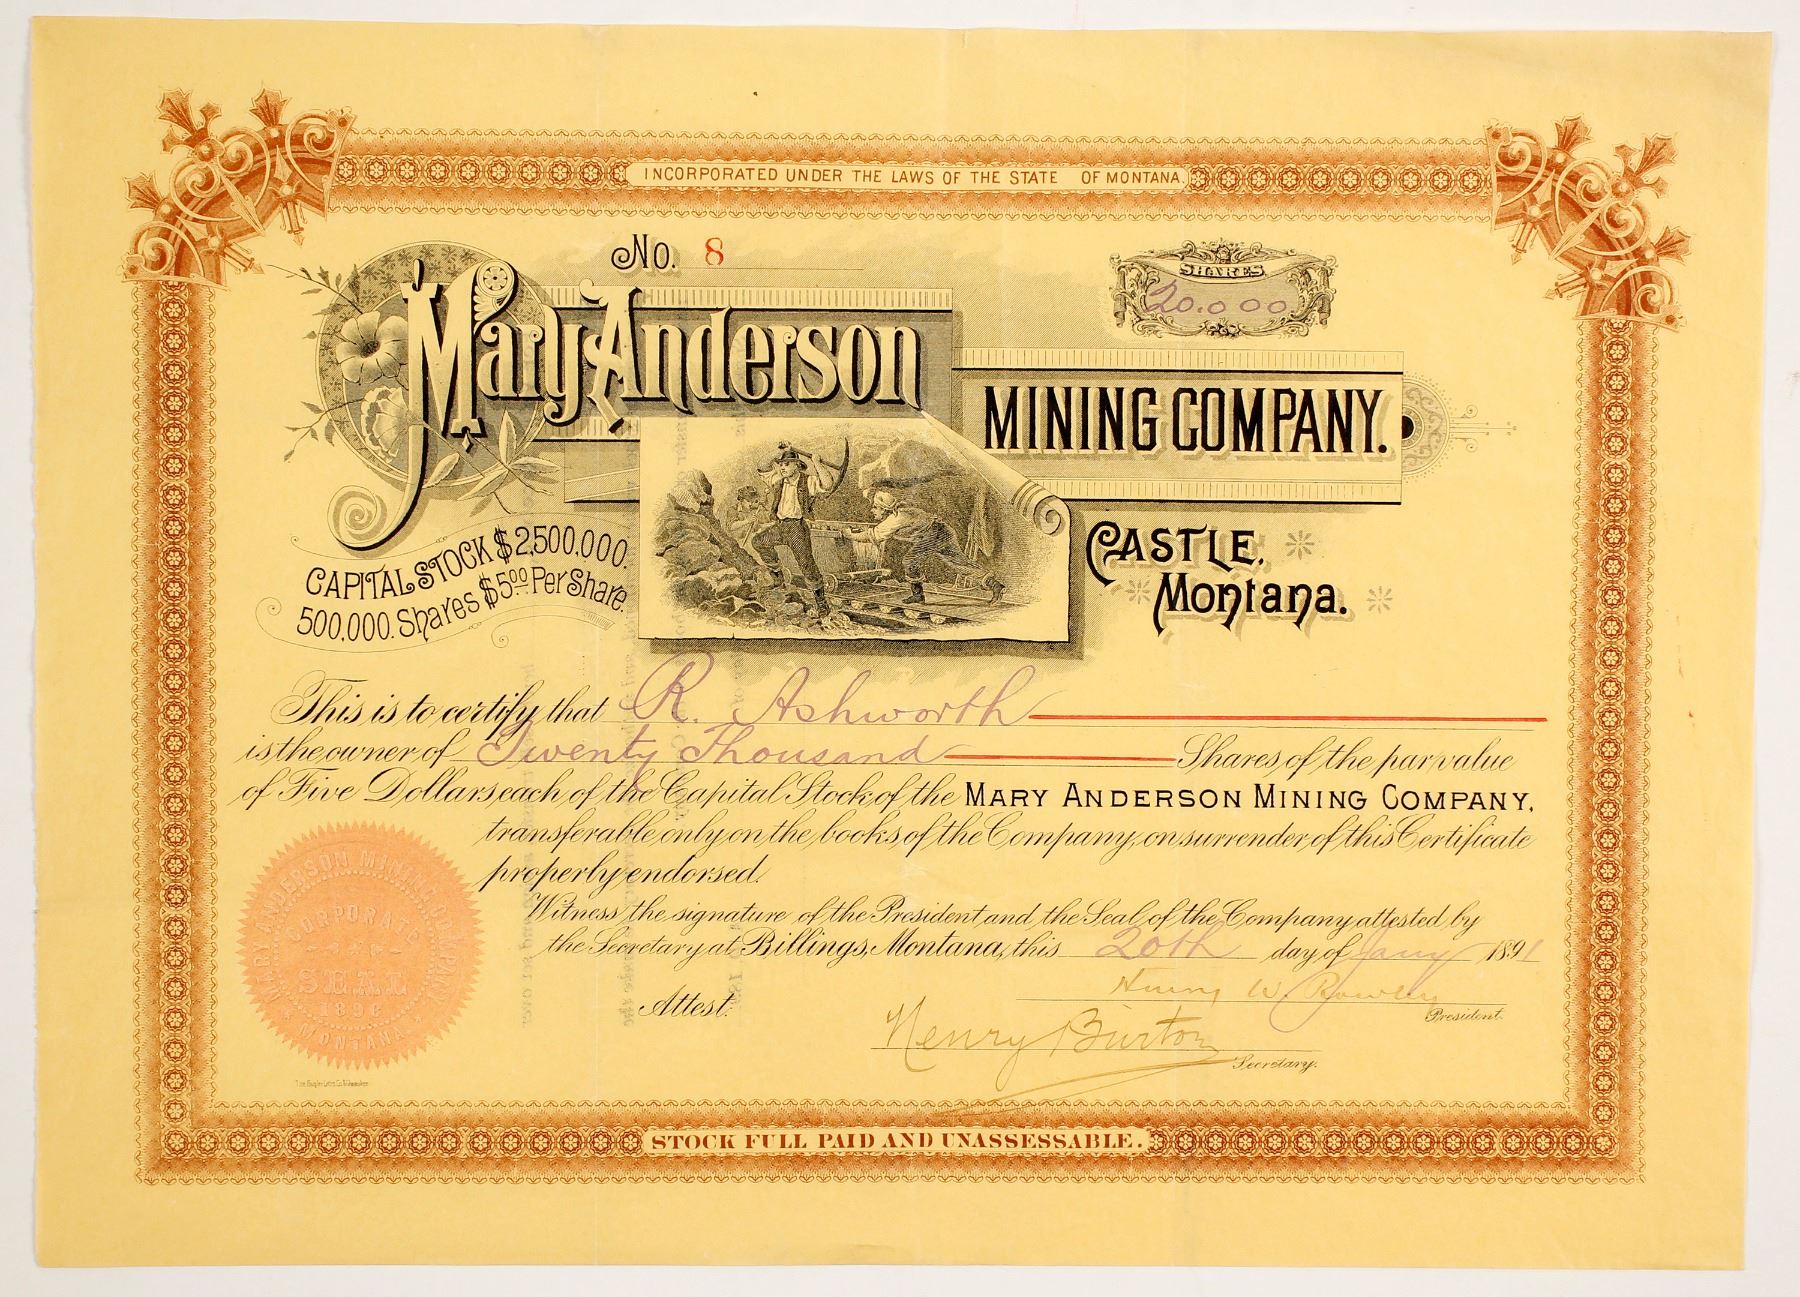 INCORPORATED UNDER THE LAWS OF THE STATE OF MONTANA
No. 8
SHARES
20.000
Mary Anderson
MINING COMPANY.
CAPITAL STOCK $2,500,000.
500,000. Shares $5.00 Per Share.
CASTLE,
Montana.
This is to certify that R. Ashworth
is the owner of Twenty Thousand Shares of the par value
of Five Dollars each of the Capital Stock of the MARY ANDERSON MINING COMPANY,
transferable only on the books of the Company, on surrender of this Certificate
properly endorsed.
Witness the signature of the President and the Seal of the Company attested by
the Secretary at Billings, Montana, this 20th day of Jany 1891
W. Rowley
President.
Attest:
Henry Burton
Secretary.
MARY ANDERSON MINING COMPANY
CORPORATE
SEAL
MONTANA
STOCK FULL PAID AND UNASSESSABLE.